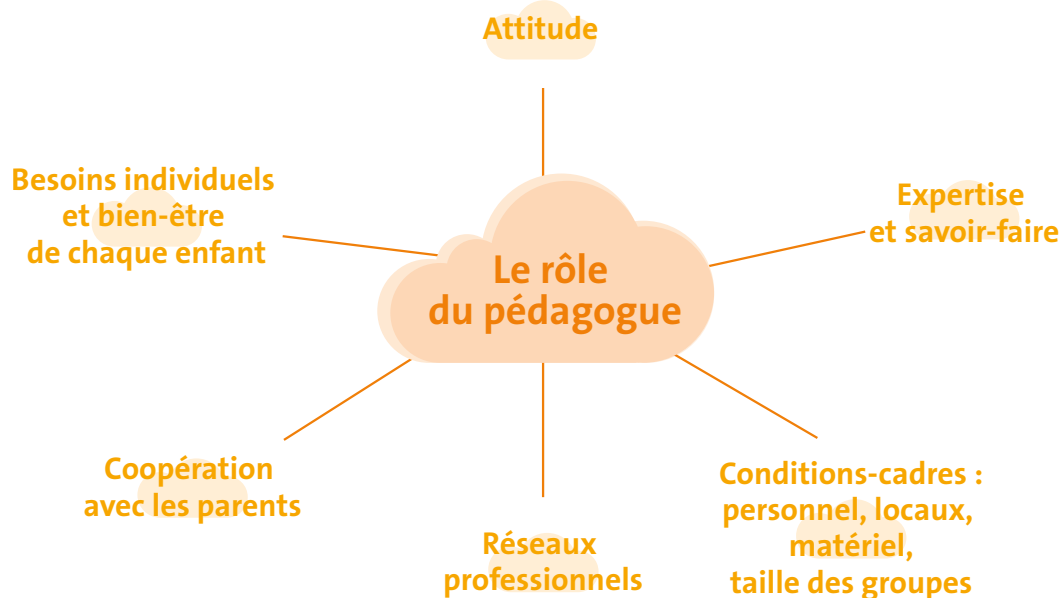 Attitude
Besoins individuels
et bien-être
de chaque enfant
Expertise
et savoir-faire
Le rôle
du pédagogue
Coopération
avec les parents
Réseaux
professionnels
Conditions-cadres :
personnel, locaux,
matériel,
taille des groupes